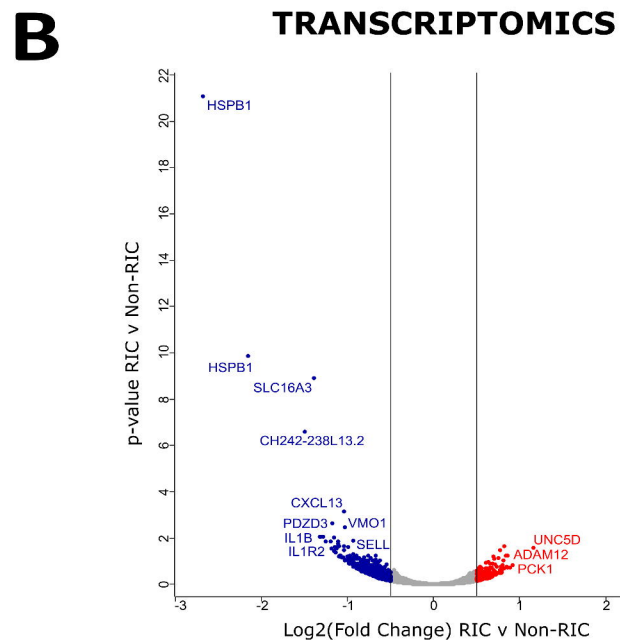 B
TRANSCRIPTOMICS
22
20
18
16
14
12
10
8
6
4
2
0
p-value RIC v Non-RIC
HSPB1
HSPB1
SLC16A3
CH242-238L13.2
CXCL13
PDZD3
VMO1
IL1B
SELL
IL1R2
UNC5D
ADAM12
PCK1
-3 -2 -1 0 1 2
Log2(Fold Change) RIC v Non-RIC